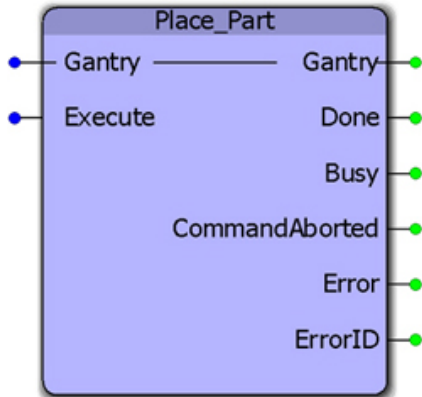 Place_Part
Gantry Gantry
Execute Done
Busy
CommandAborted
Error
ErrorID